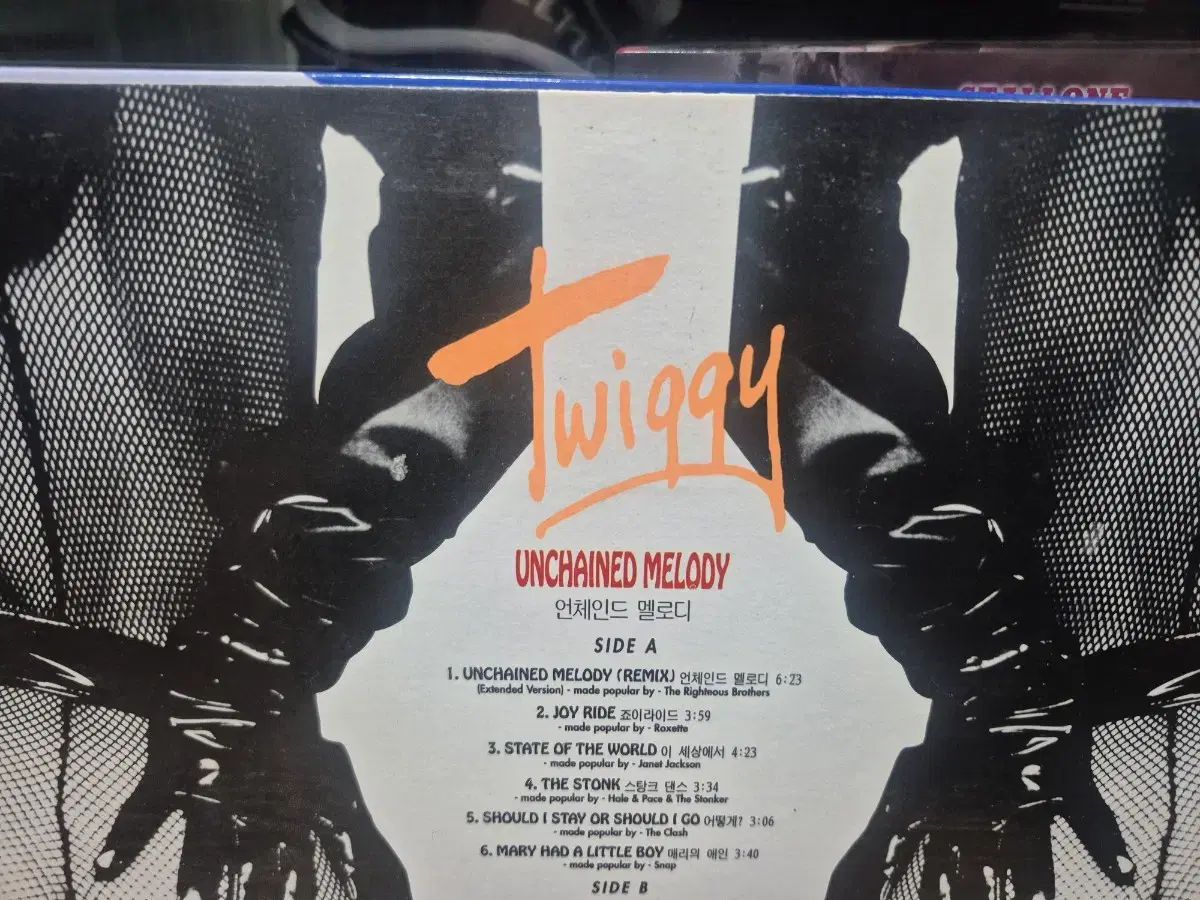 STALLONE
Twiggy
UNCHAINED MELODY
언체인드 멜로디
SIDE A
1. UNCHAINED MELODY (REMIX) 언체인드 멜로디 6:23
(Extended Version) - made popular by - The Righteous Brothers
2. JOY RIDE 죠이라이드 3:59
- made popular by - Roxette
3. STATE OF THE WORLD 이 세상에서 4:23
- made popular by - Janet Jackson
4. THE STONK 스탕크 댄스 3:34
- made popular by - Hale & Pace & The Stonker
5. SHOULD I STAY OR SHOULD I GO 어떻게? 3:06
- made popular by - The Clash
6. MARY HAD A LITTLE BOY 매리의 애인 3:40
- made popular by - Snap
SIDE B